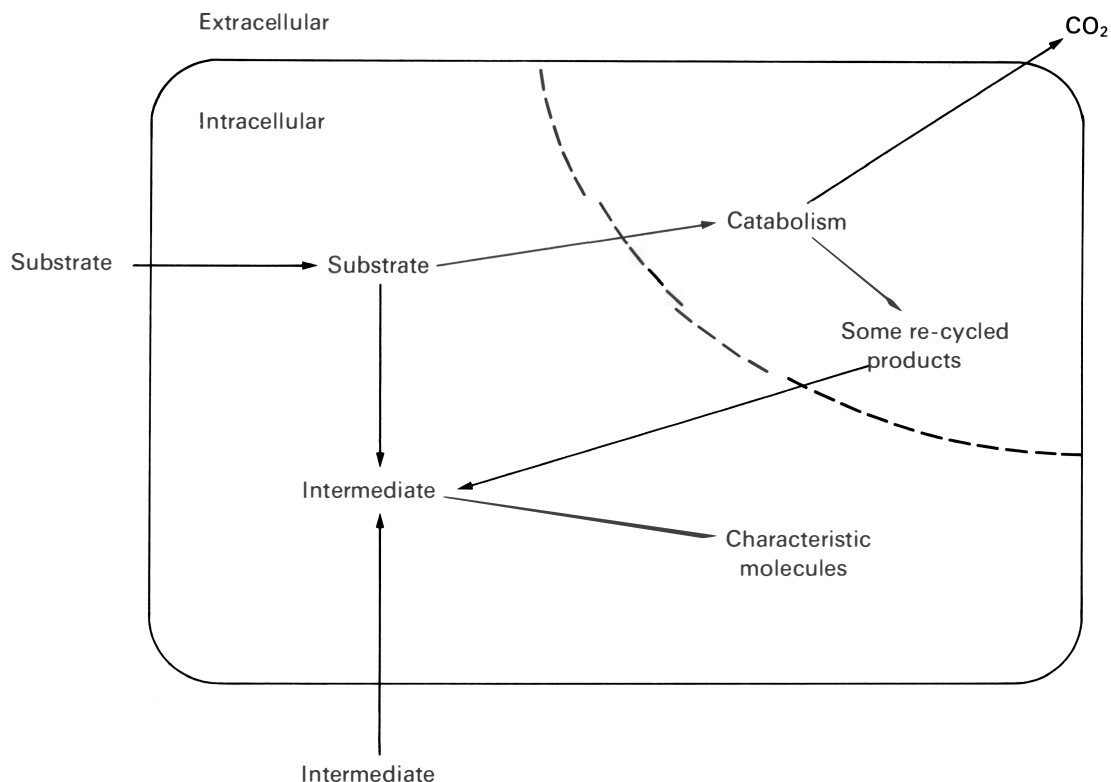 Extracellular
CO₂
Intracellular
Catabolism
Substrate
Substrate
Some re-cycled
products
Intermediate
Characteristic
molecules
Intermediate